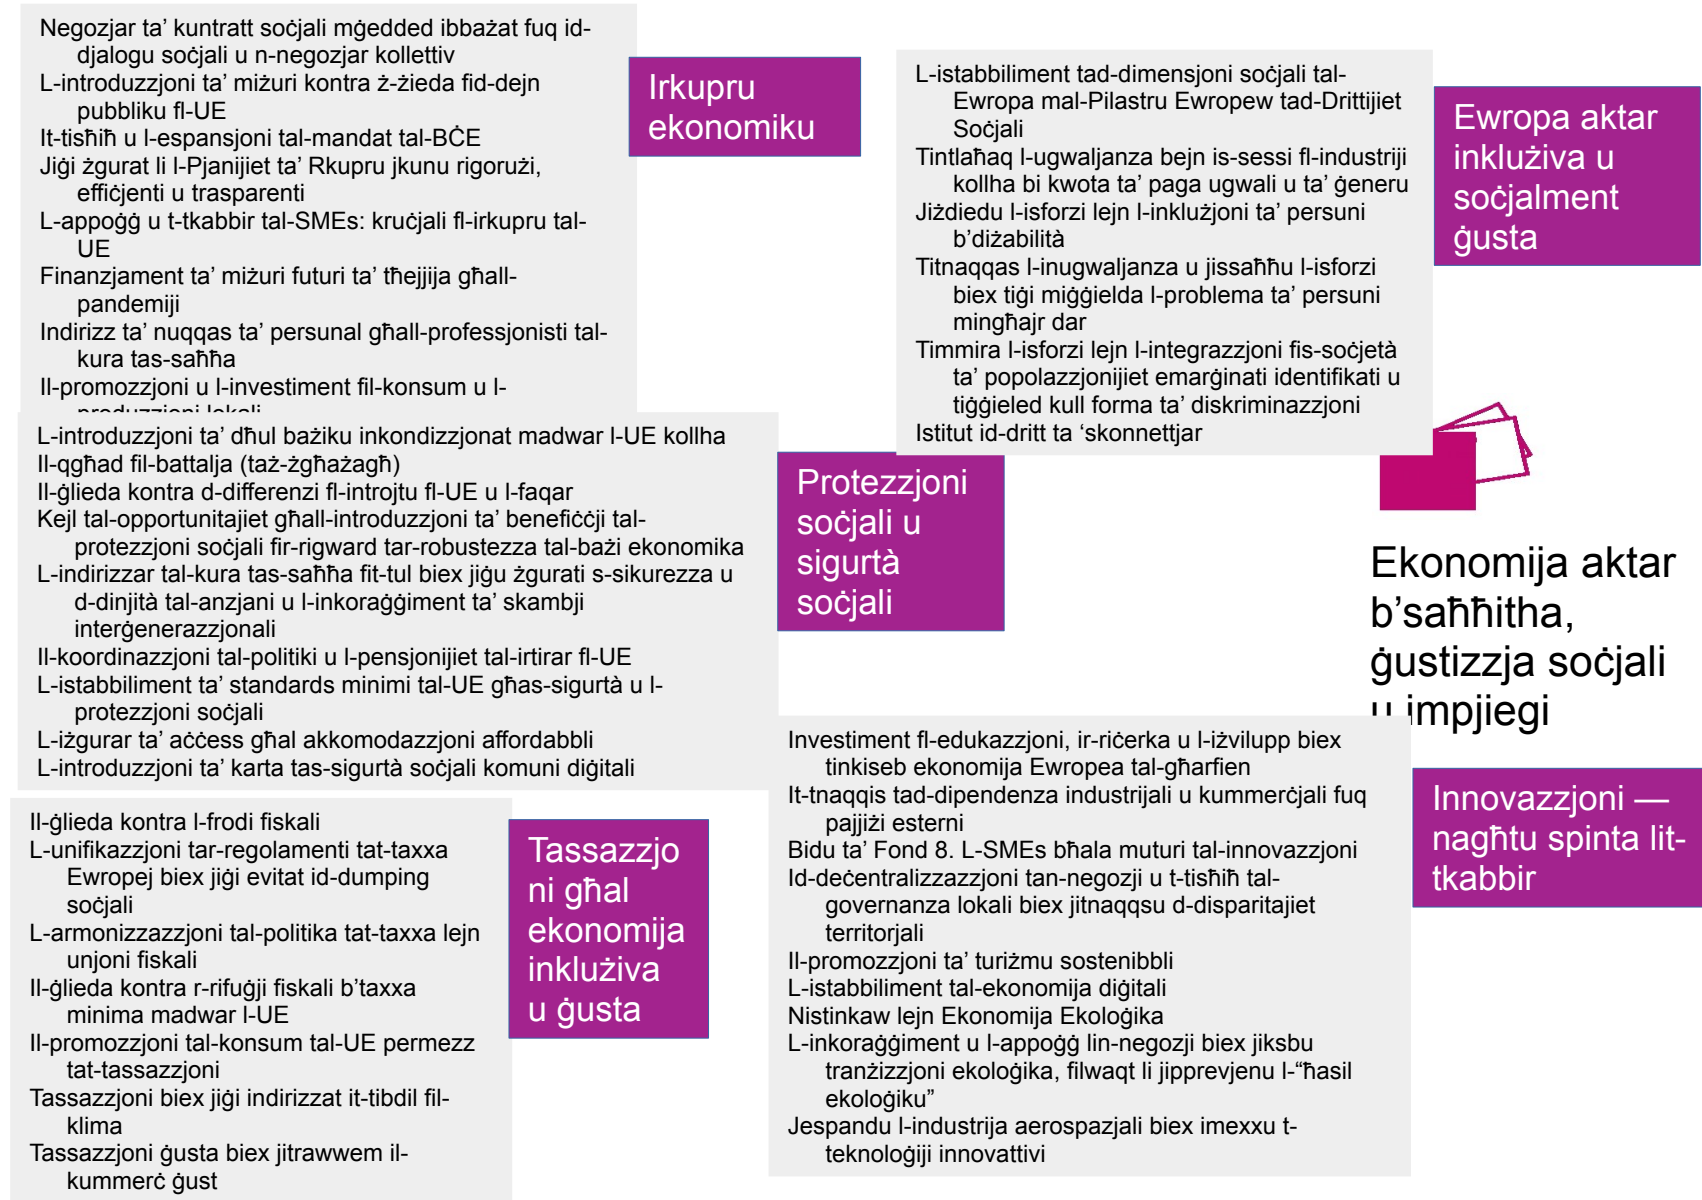 Negozjar ta’ kuntratt soċjali mġedded ibbażat fuq id-
djalogu soċjali u n-negozjar kollettiv
L-introduzzjoni ta’ miżuri kontra ż-żieda fid-dejn
pubbliku fl-UE
It-tisħiħ u l-espansjoni tal-mandat tal-BĊE
Jiġi żgurat li l-Pjanijiet ta’ Rkupru jkunu rigorużi,
effiċjenti u trasparenti
L-appoġġ u t-tkabbir tal-SMEs: kruċjali fl-irkupru tal-
UE
Finanzjament ta’ miżuri futuri ta’ tħejjija għall-
pandemiji
Indirizz ta’ nuqqas ta’ persunal għall-professjonisti tal-
kura tas-saħħa
Il-promozzjoni u l-investiment fil-konsum u l-
Irkupru
ekonomiku
L-istabbiliment tad-dimensjoni soċjali tal-
Ewropa mal-Pilastru Ewropew tad-Drittijiet
Soċjali
Tintlaħaq l-ugwaljanza bejn is-sessi fl-industriji
kollha bi kwota ta’ paga ugwali u ta’ ġeneru
Jiżdiedu l-isforzi lejn l-inklużjoni ta’ persuni
b’diżabilità
Titnaqqas l-inugwaljanza u jissaħħu l-isforzi
biex tiġi miġġielda l-problema ta’ persuni
mingħajr dar
Timmira l-isforzi lejn l-integrazzjoni fis-soċjetà
ta’ popolazzjonijiet emarġinati identifikati u
tiġġieled kull forma ta’ diskriminazzjoni
Istitut id-dritt ta ‘skonnettjar
Ewropa aktar
inklużiva u
soċjalment
ġusta
L-introduzzjoni ta’ dħul bażiku inkondizzjonat madwar l-UE kollha
Il-qgħad fil-battalja (taż-żgħażagħ)
Il-ġlieda kontra d-differenzi fl-introjtu fl-UE u l-faqar
Kejl tal-opportunitajiet għall-introduzzjoni ta’ benefiċċji tal-
protezzjoni soċjali fir-rigward tar-robustezza tal-bażi ekonomika
L-indirizzar tal-kura tas-saħħa fit-tul biex jiġu żgurati s-sikurezza u
d-dinjità tal-anzjani u l-inkoraġġiment ta’ skambji
interġenerazzjonali
Il-koordinazzjoni tal-politiki u l-pensjonijiet tal-irtirar fl-UE
L-istabbiliment ta’ standards minimi tal-UE għas-sigurtà u l-
protezzjoni soċjali
L-iżgurar ta’ aċċess għal akkomodazzjoni affordabbli
L-introduzzjoni ta’ karta tas-sigurtà soċjali komuni diġitali
Protezzjoni
soċjali u
sigurtà
soċjali
Ekonomija aktar
b’saħħitha,
ġustizzja soċjali
u impjiegi
Il-ġlieda kontra l-frodi fiskali
L-unifikazzjoni tar-regolamenti tat-taxxa
Ewropej biex jiġi evitat id-dumping
soċjali
L-armonizzazzjoni tal-politika tat-taxxa lejn
unjoni fiskali
Il-ġlieda kontra r-rifuġji fiskali b’taxxa
minima madwar l-UE
Il-promozzjoni tal-konsum tal-UE permezz
tat-tassazzjoni
Tassazzjoni biex jiġi indirizzat it-tibdil fil-
klima
Tassazzjoni ġusta biex jitrawwem il-
kummerċ ġust
Tassazzjo
ni għal
ekonomija
inklużiva
u ġusta
Investiment fl-edukazzjoni, ir-riċerka u l-iżvilupp biex
tinkiseb ekonomija Ewropea tal-għarfien
It-tnaqqis tad-dipendenza industrijali u kummerċjali fuq
pajjiżi esterni
Bidu ta’ Fond 8. L-SMEs bħala muturi tal-innovazzjoni
Id-deċentralizzazzjoni tan-negozji u t-tisħiħ tal-
governanza lokali biex jitnaqqsu d-disparitajiet
territorjali
Il-promozzjoni ta’ turiżmu sostenibbli
L-istabbiliment tal-ekonomija diġitali
Nistinkaw lejn Ekonomija Ekoloġika
L-inkoraġġiment u l-appoġġ lin-negozji biex jiksbu
tranżizzjoni ekoloġika, filwaqt li jipprevjenu l-“ħasil
ekoloġiku”
Jespandu l-industrija aerospazjali biex imexxu t-
teknoloġiji innovattivi
Innovazzjoni —
nagħtu spinta lit-
tkabbir